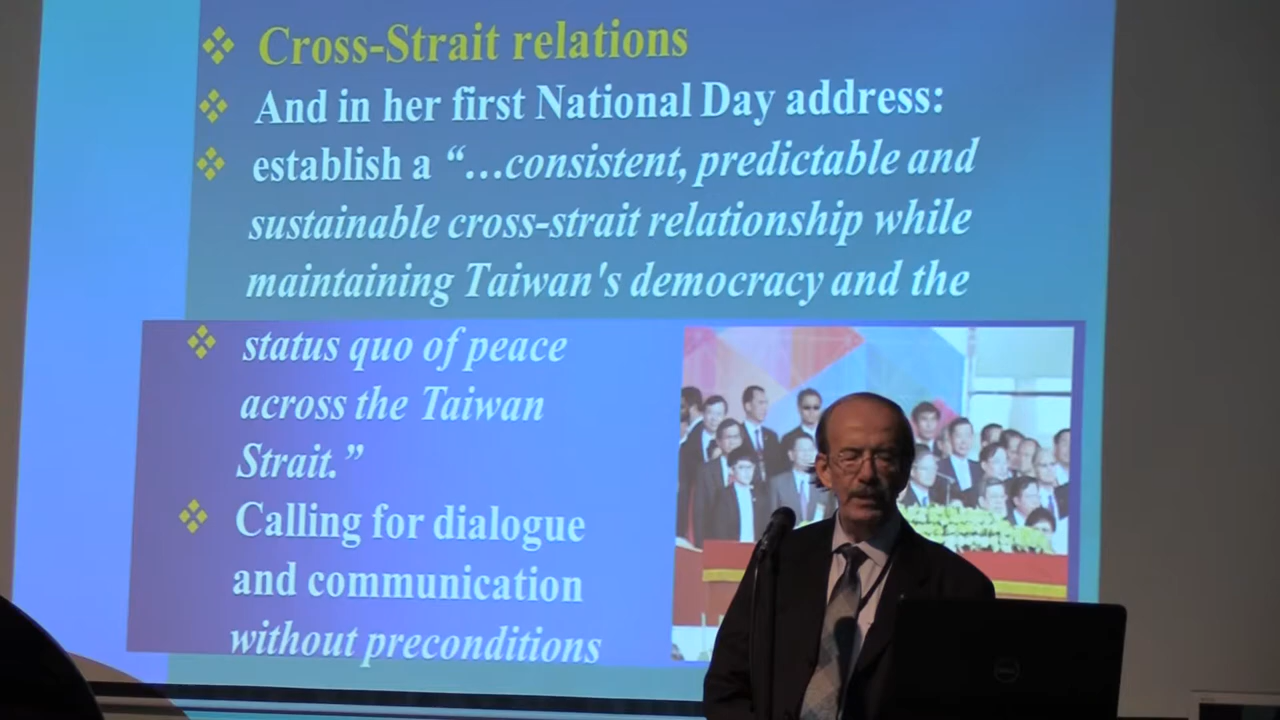 Cross-Strait relations
And in her first National Day address:
establish a “…consistent, predictable and
sustainable cross-strait relationship while
maintaining Taiwan's democracy and the
status quo of peace
across the Taiwan
Strait.”
Calling for dialogue
and communication
without preconditions
DELL